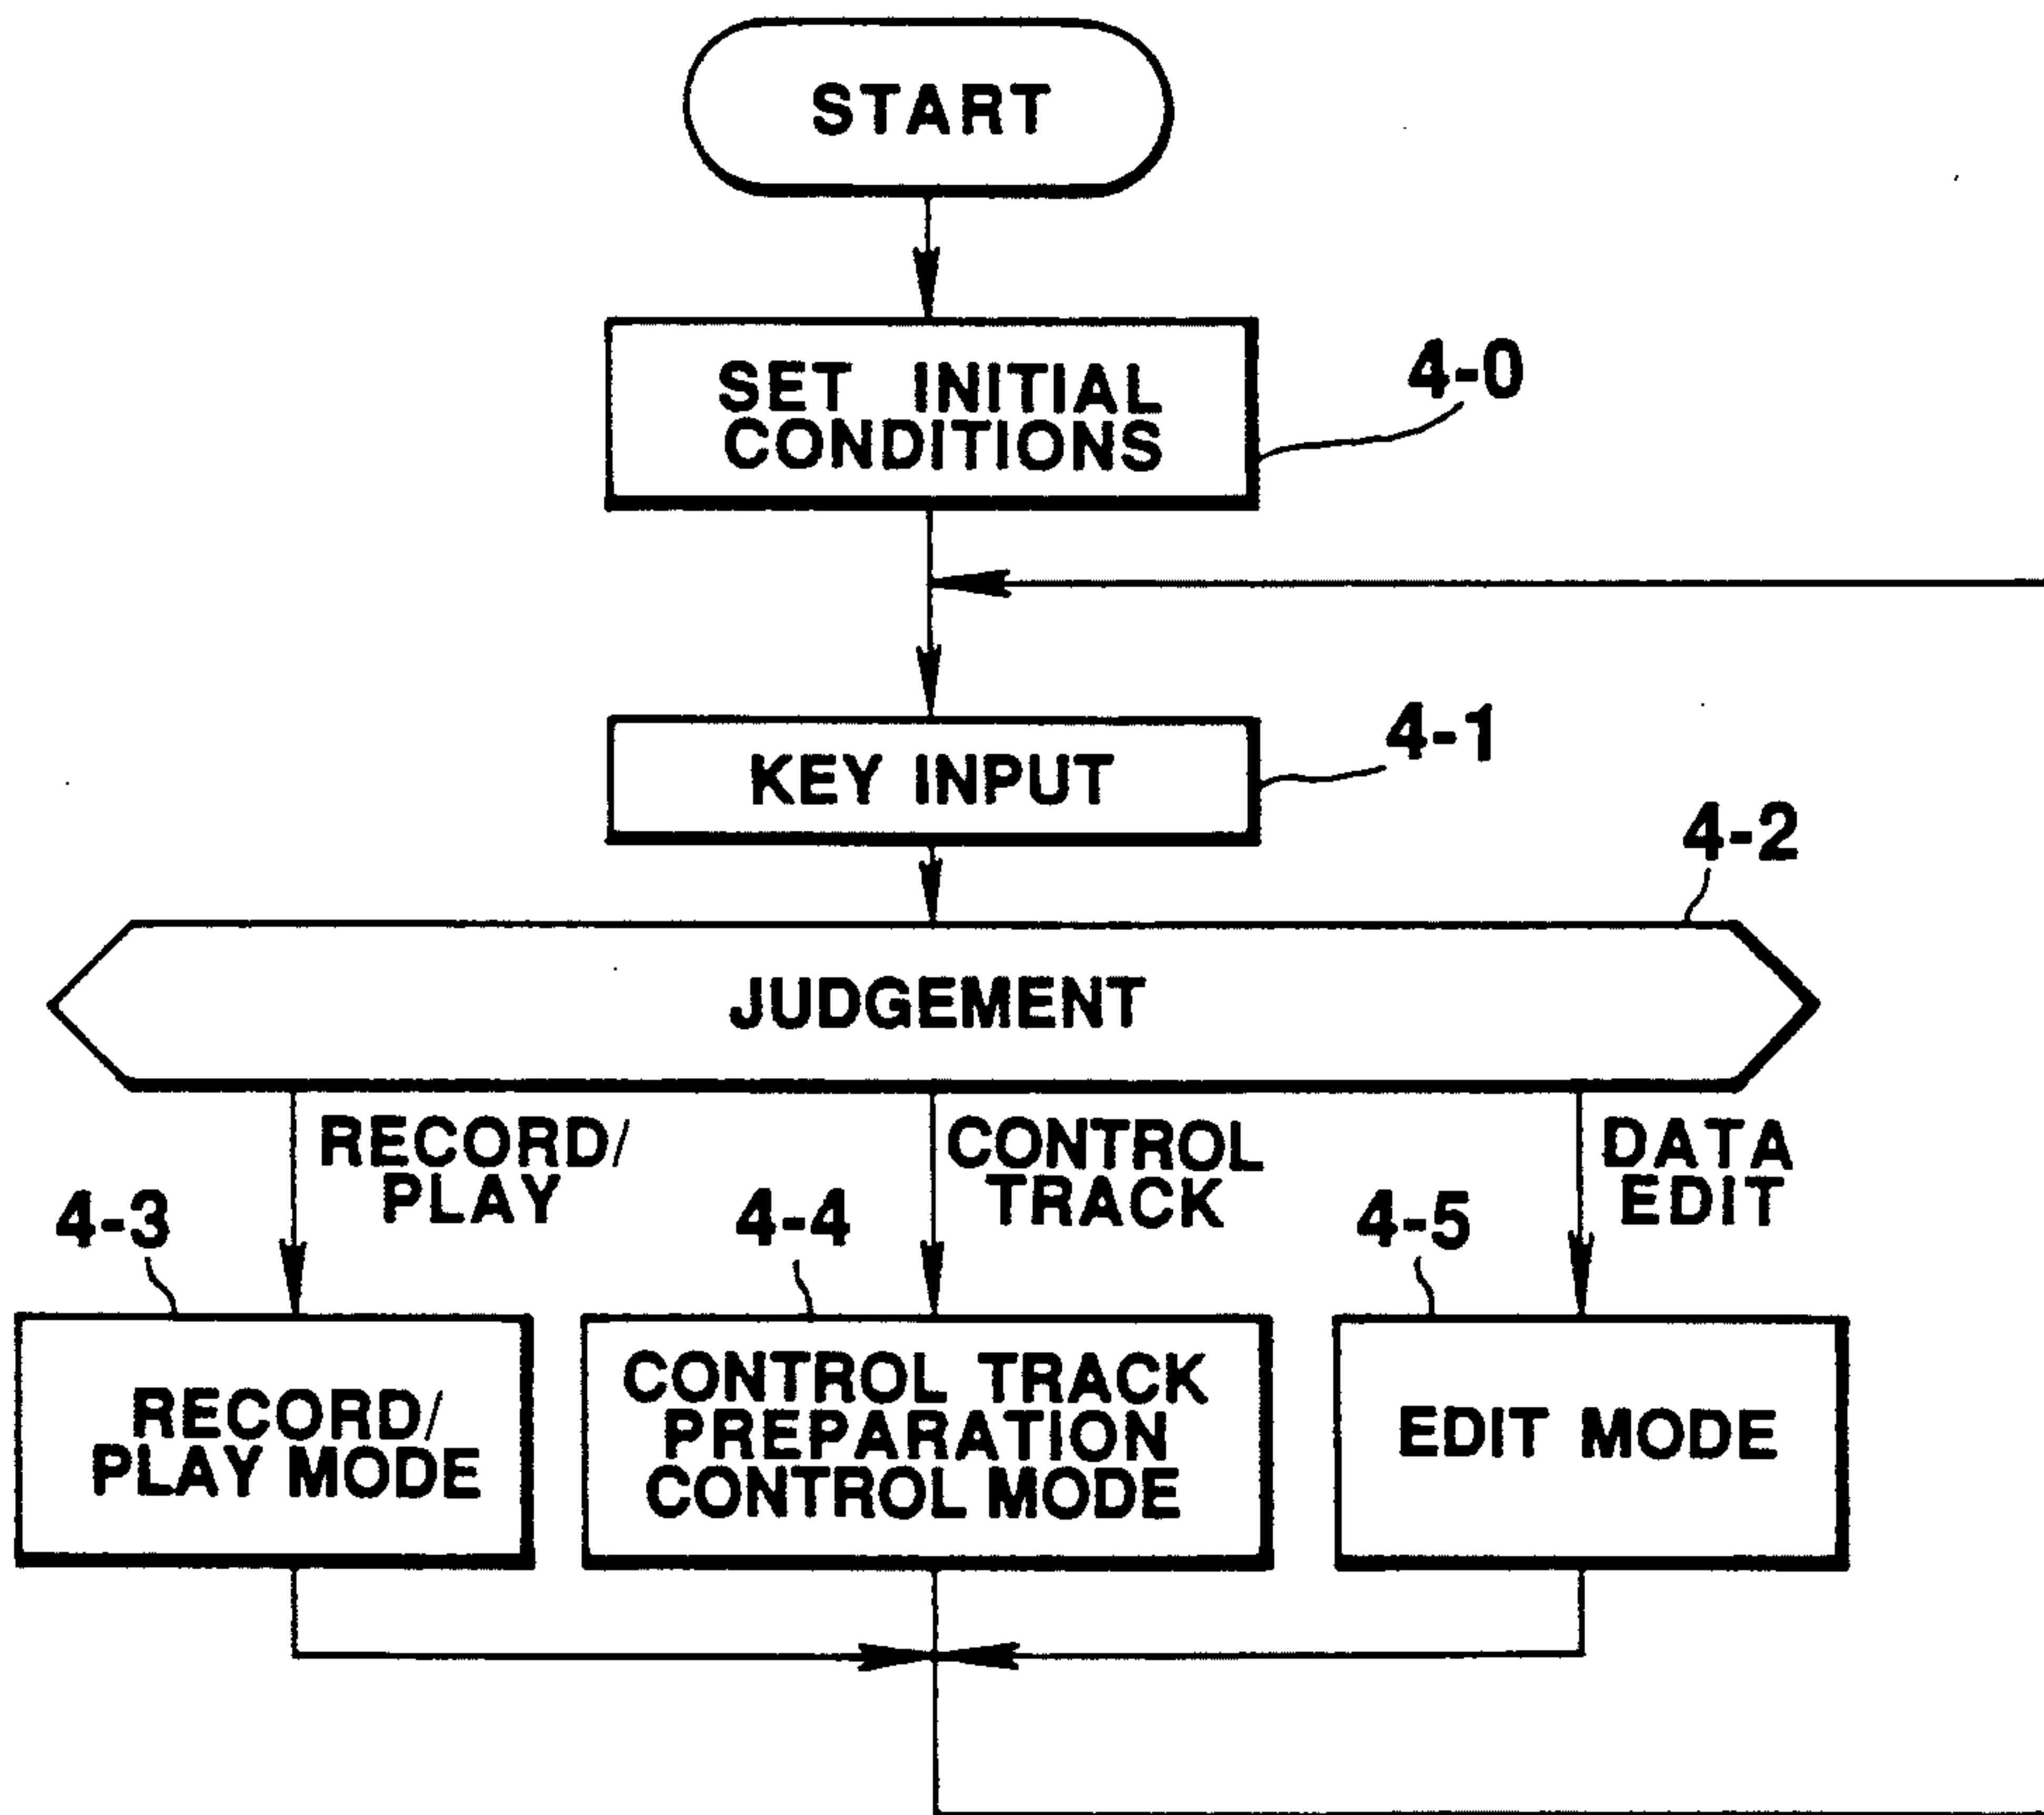 START
SET INITIAL
CONDITIONS
4-0
KEY INPUT
4-1
4-2
JUDGEMENT
RECORD/
PLAY
CONTROL
TRACK
DATA
EDIT
4-3
4-4
4-5
RECORD/
PLAY MODE
CONTROL TRACK
PREPARATION
CONTROL MODE
EDIT MODE